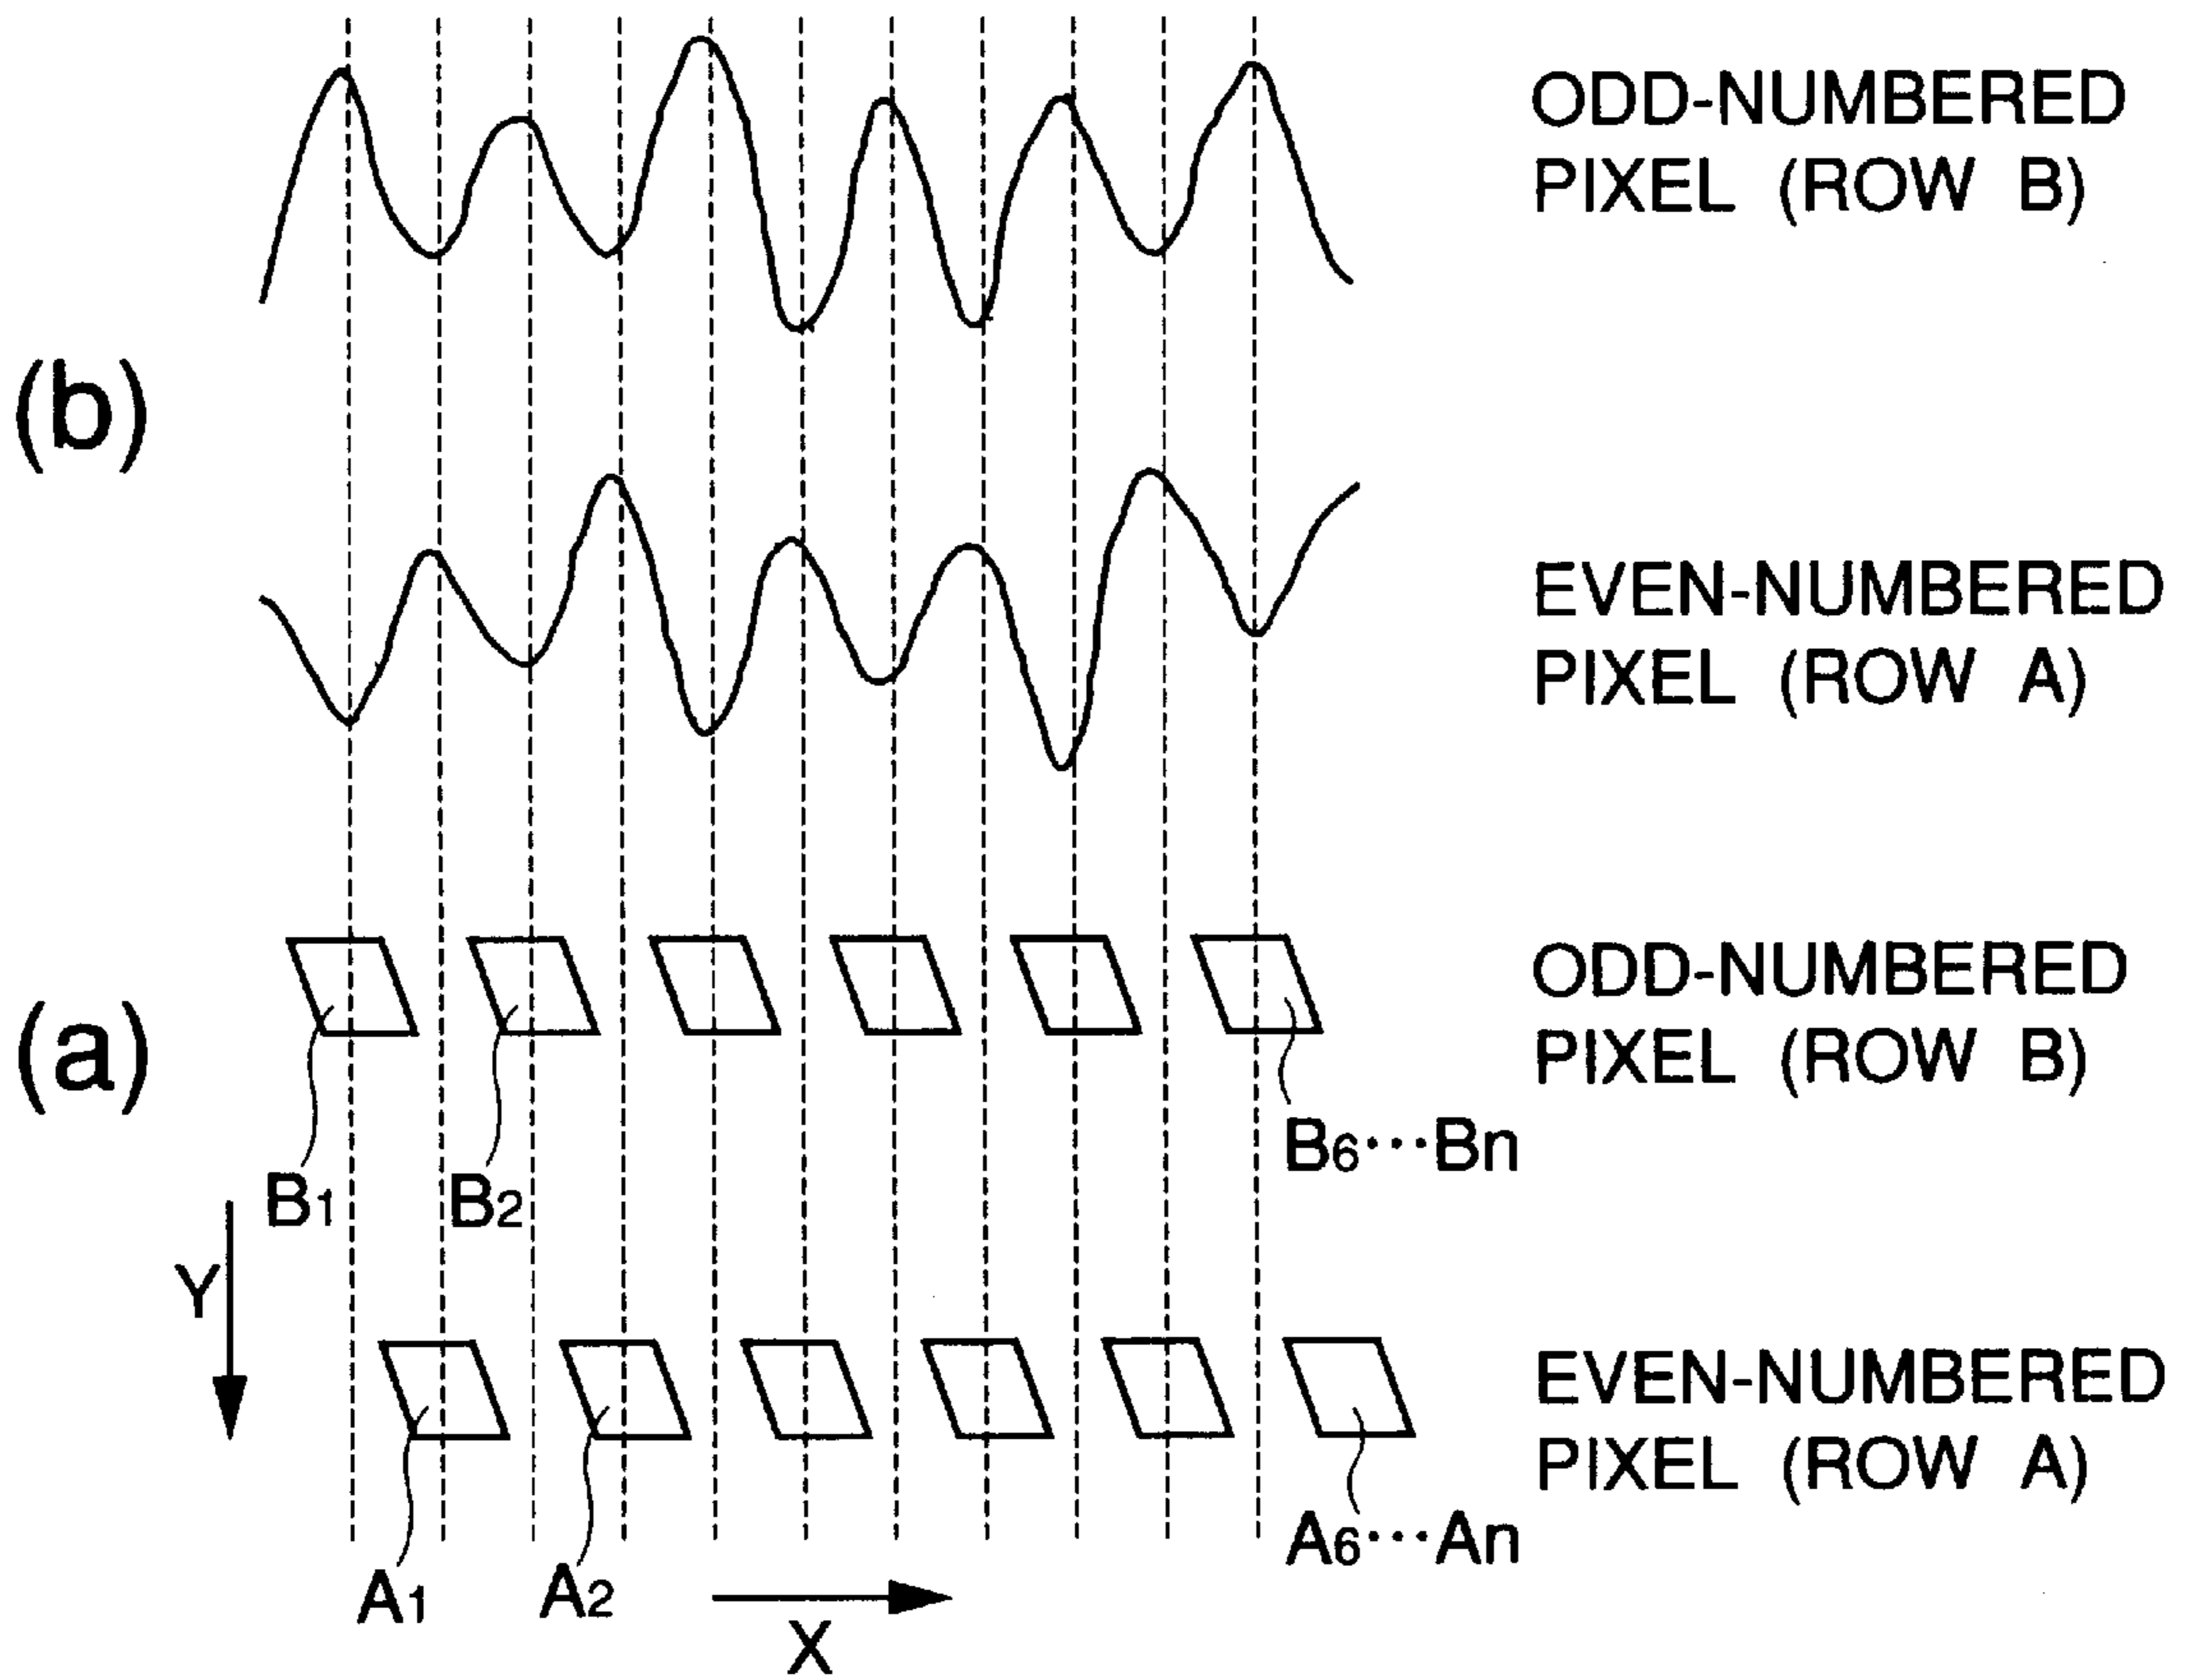 ODD-NUMBERED
PIXEL (ROW B)
(b)
EVEN-NUMBERED
PIXEL (ROW A)
ODD-NUMBERED
PIXEL (ROW B)
(a)
B6···Bn
B1
B2
Y
EVEN-NUMBERED
PIXEL (ROW A)
A6···An
A1
A2
X